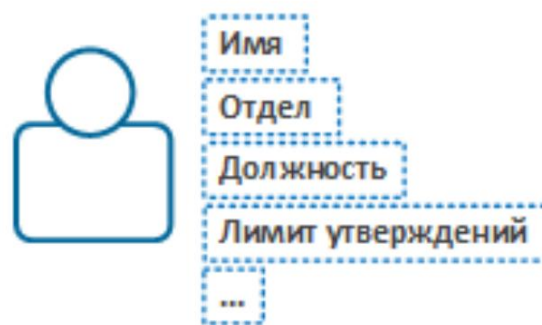 Имя
Отдел
Должность
Лимит утверждений
...